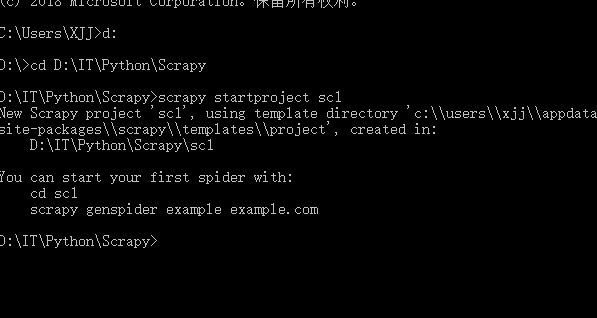 (c) 2018 Microsoft Corporation。保留所有权利。
C:\Users\XJJ>d:
D:\>cd D:\IT\Python\Scrapy
D:\IT\Python\Scrapy>scrapy startproject sc1
New Scrapy project 'sc1', using template directory 'c:\\users\\xjj\\appdata
site-packages\\scrapy\\templates\\project', created in:
D:\IT\Python\Scrapy\sc1
You can start your first spider with:
cd sc1
scrapy genspider example example.com
D:\IT\Python\Scrapy>